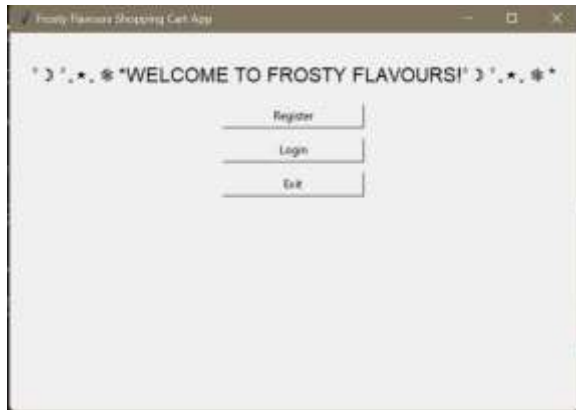 Frosty Flavours Shopping Cart App
°☽°.⋆. ❄ °WELCOME TO FROSTY FLAVOURS!° ☽ °.⋆. ❄ °
Register
Login
Exit